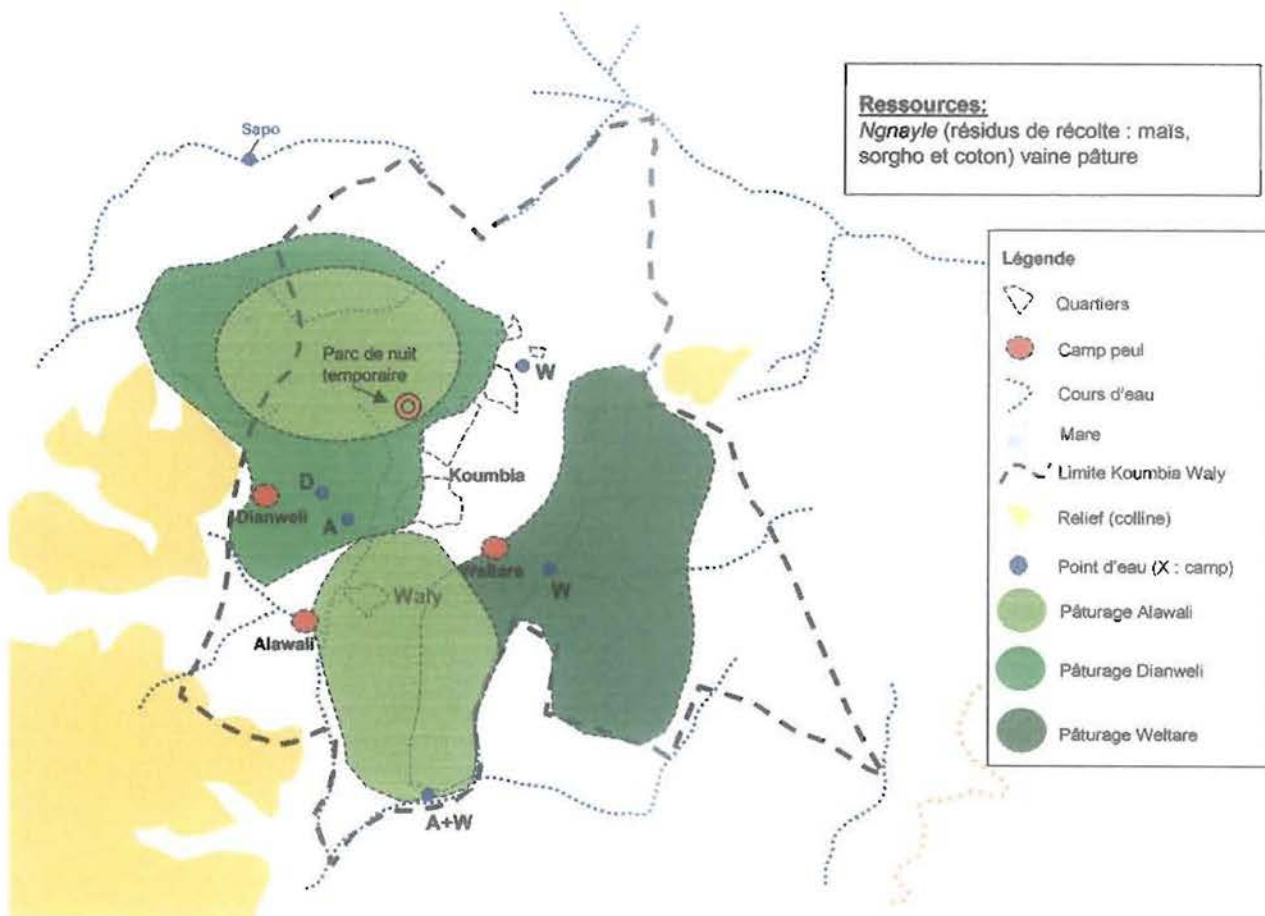 Sapo
Ressources:
Ngnayle (résidus de récolte : maïs,
sorgho et coton) vaine pâture
Parc de nuit
temporaire
W
D
Koumbia
Dianweli
A
Weltare
W
Waly
Alawali
A+W
Légende
Quartiers
Camp peul
Cours d'eau
Mare
Limite Koumbia Waly
Relief (colline)
Point d'eau (X : camp)
Pâturage Alawali
Pâturage Dianweli
Pâturage Weltare